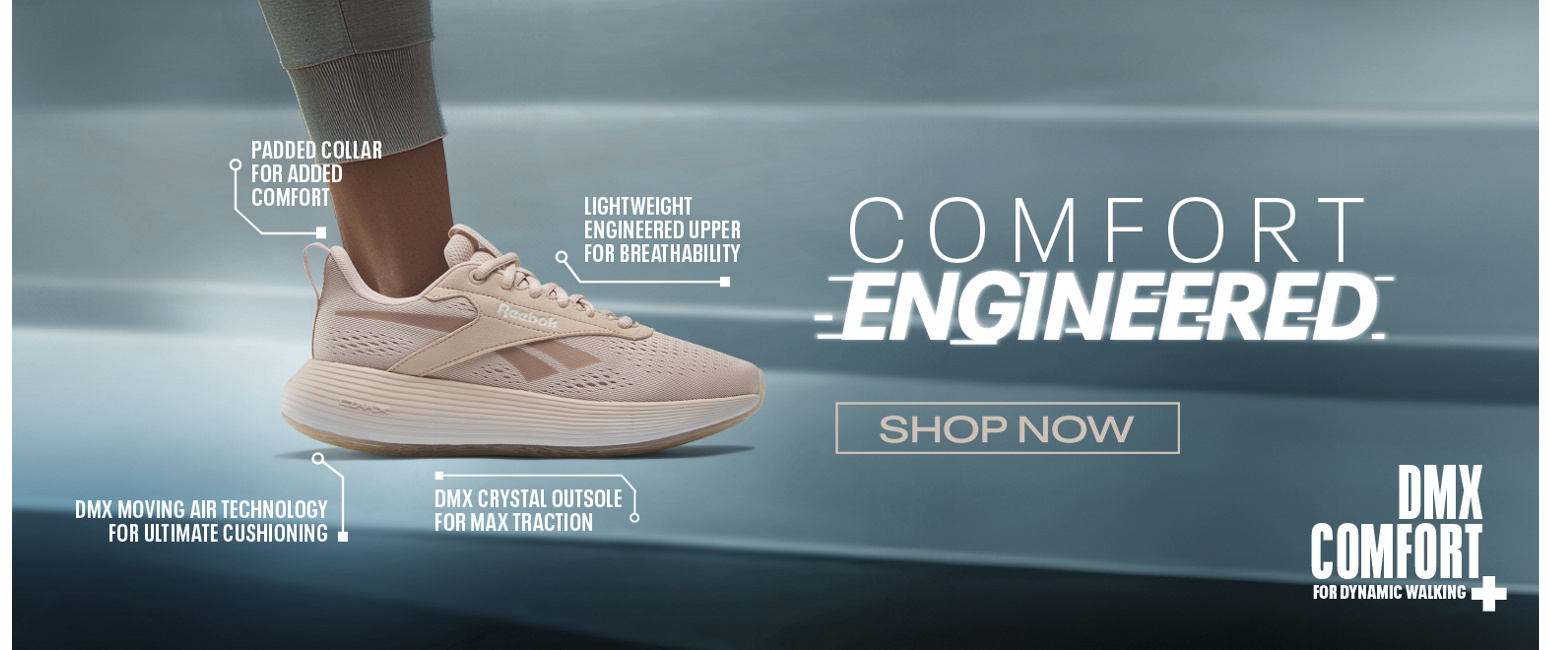 PADDED COLLAR
FOR ADDED
COMFORT
LIGHTWEIGHT
ENGINEERED UPPER
FOR BREATHABILITY
Reebok
DMX
DMX MOVING AIR TECHNOLOGY
FOR ULTIMATE CUSHIONING
DMX CRYSTAL OUTSOLE
FOR MAX TRACTION
COMFORT
ENGINEERED
SHOP NOW
DMX
COMFORT
FOR DYNAMIC WALKING